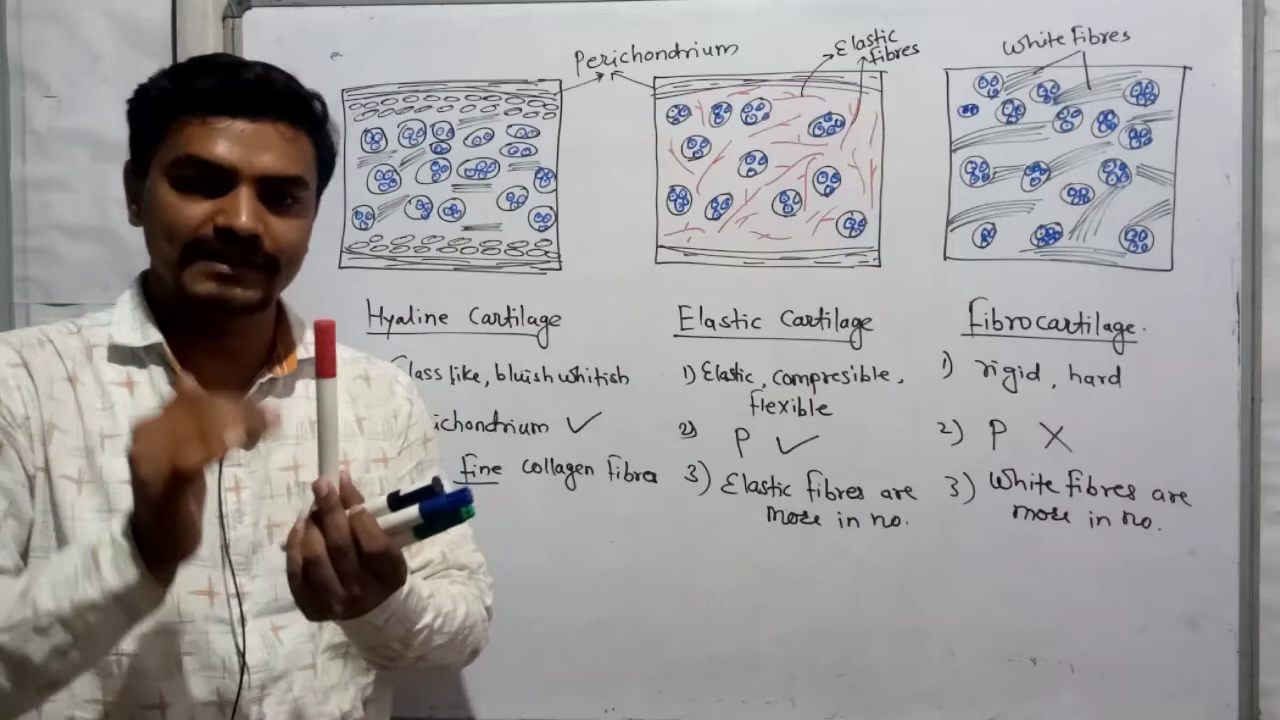 Perichondrium
Elastic
fibres
White fibres
Hyaline Cartilage
lass like, bluish whitish
ichondrium ✓
fine collagen fibres
Elastic Cartilage
1) Elastic, compresible,
flexible
2) P ✓
3) Elastic fibres are
more in no.
Fibrocartilage.
1) rigid, hard
2) P X
3) White fibres are
more in no.